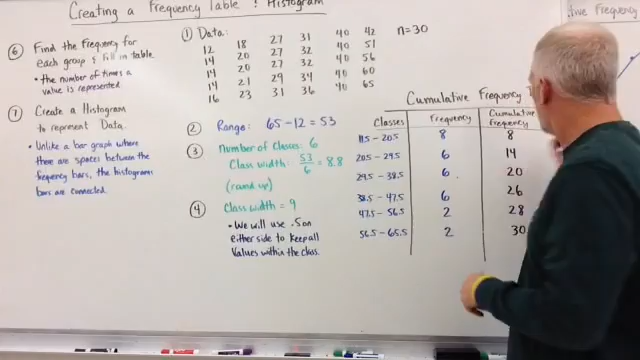 Creating a Frequency Table & Histogram
tive Frequency
⑥ Find the Frequency for
each group & fill in table
• the number of times a
value is represented
⑦ Create a Histogram
to represent Data.
• Unlike a bar graph where
there are spaces between the
frequency bars, the histograms
bars are connected.
① Data: n=30
12 18 27 31 40 42
14 20 27 32 40 51
14 20 27 32 40 56
14 21 29 34 40 60
16 23 31 36 40 65
② Range: 65-12=53
③ Number of Classes: 6
Class width: 53/6 = 8.8
(round up)
④ Class width = 9
• We will use .5 on
either side to keep all
values within the class.
Cumulative Frequency
Classes Frequency Cumulative Frequency
11.5 - 20.5 8 8
20.5 - 29.5 6 14
29.5 - 38.5 6 20
38.5 - 47.5 6 26
47.5 - 56.5 2 28
56.5 - 65.5 2 30